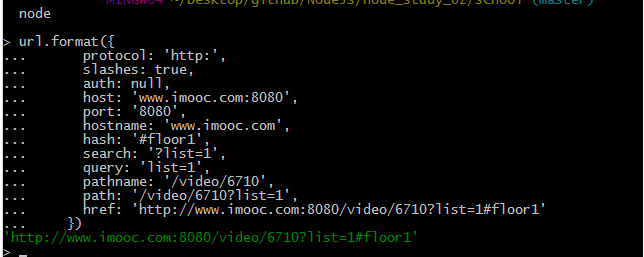 MINGW64 ~/Desktop/github/NodeJs/node_study_02/school (master)
node
> url.format({
... protocol: 'http:',
... slashes: true,
... auth: null,
... host: 'www.imooc.com:8080',
... port: '8080',
... hostname: 'www.imooc.com',
... hash: '#floor1',
... search: '?list=1',
... query: 'list=1',
... pathname: '/video/6710',
... path: '/video/6710?list=1',
... href: 'http://www.imooc.com:8080/video/6710?list=1#floor1'
... })
'http://www.imooc.com:8080/video/6710?list=1#floor1'
>